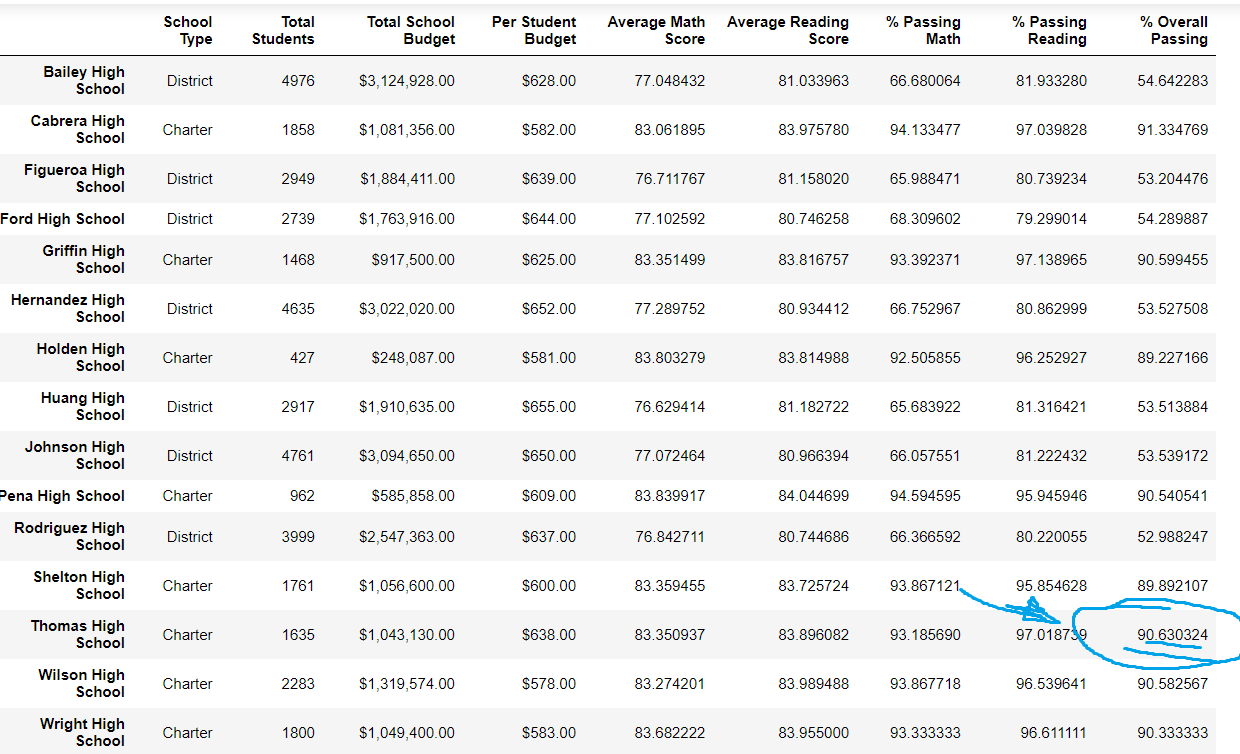 School Type Total Students Total School Budget Per Student Budget Average Math Score Average Reading Score % Passing Math % Passing Reading % Overall Passing
Bailey High School District 4976 $3,124,928.00 $628.00 77.048432 81.033963 66.680064 81.933280 54.642283
Cabrera High School Charter 1858 $1,081,356.00 $582.00 83.061895 83.975780 94.133477 97.039828 91.334769
Figueroa High School District 2949 $1,884,411.00 $639.00 76.711767 81.158020 65.988471 80.739234 53.204476
Ford High School District 2739 $1,763,916.00 $644.00 77.102592 80.746258 68.309602 79.299014 54.289887
Griffin High School Charter 1468 $917,500.00 $625.00 83.351499 83.816757 93.392371 97.138965 90.599455
Hernandez High School District 4635 $3,022,020.00 $652.00 77.289752 80.934412 66.752967 80.862999 53.527508
Holden High School Charter 427 $248,087.00 $581.00 83.803279 83.814988 92.505855 96.252927 89.227166
Huang High School District 2917 $1,910,635.00 $655.00 76.629414 81.182722 65.683922 81.316421 53.513884
Johnson High School District 4761 $3,094,650.00 $650.00 77.072464 80.966394 66.057551 81.222432 53.539172
Pena High School Charter 962 $585,858.00 $609.00 83.839917 84.044699 94.594595 95.945946 90.540541
Rodriguez High School District 3999 $2,547,363.00 $637.00 76.842711 80.744686 66.366592 80.220055 52.988247
Shelton High School Charter 1761 $1,056,600.00 $600.00 83.359455 83.725724 93.867121 95.854628 89.892107
Thomas High School Charter 1635 $1,043,130.00 $638.00 83.350937 83.896082 93.185690 97.018739 90.630324
Wilson High School Charter 2283 $1,319,574.00 $578.00 83.274201 83.989488 93.867718 96.539641 90.582567
Wright High School Charter 1800 $1,049,400.00 $583.00 83.682222 83.955000 93.333333 96.611111 90.333333